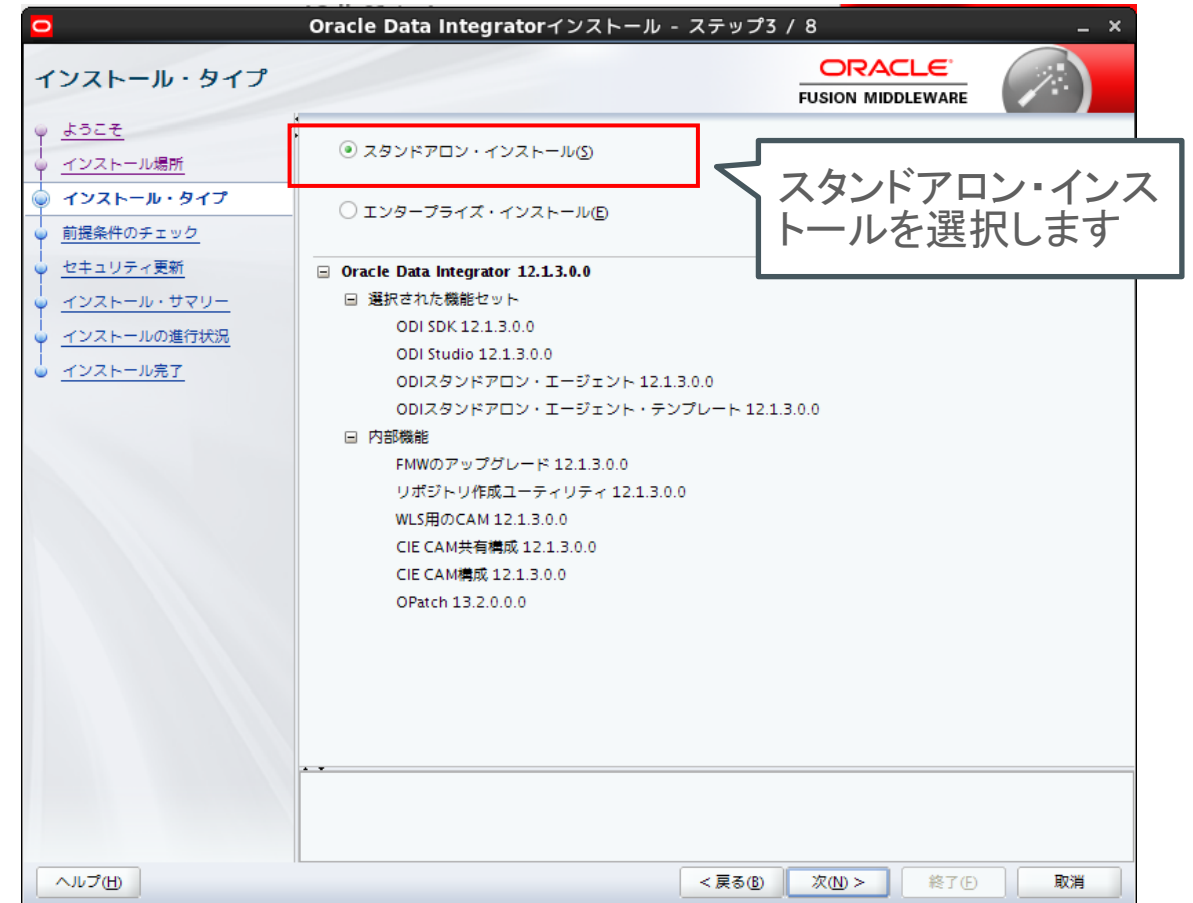 Oracle Data Integratorインストール - ステップ3 / 8
インストール・タイプ
ORACLE
FUSION MIDDLEWARE
ようこそ
インストール場所
インストール・タイプ
前提条件のチェック
セキュリティ更新
インストール・サマリー
インストールの進行状況
インストール完了
スタンドアロン・インストール(S)
エンタープライズ・インストール(E)
スタンドアロン・インス
トールを選択します
Oracle Data Integrator 12.1.3.0.0
選択された機能セット
ODI SDK 12.1.3.0.0
ODI Studio 12.1.3.0.0
ODIスタンドアロン・エージェント 12.1.3.0.0
ODIスタンドアロン・エージェント・テンプレート 12.1.3.0.0
内部機能
FMWのアップグレード 12.1.3.0.0
リポジトリ作成ユーティリティ 12.1.3.0.0
WLS用のCAM 12.1.3.0.0
CIE CAM共有構成 12.1.3.0.0
CIE CAM構成 12.1.3.0.0
OPatch 13.2.0.0.0
ヘルプ(H)
< 戻る(B)
次(N) >
終了(F)
取消